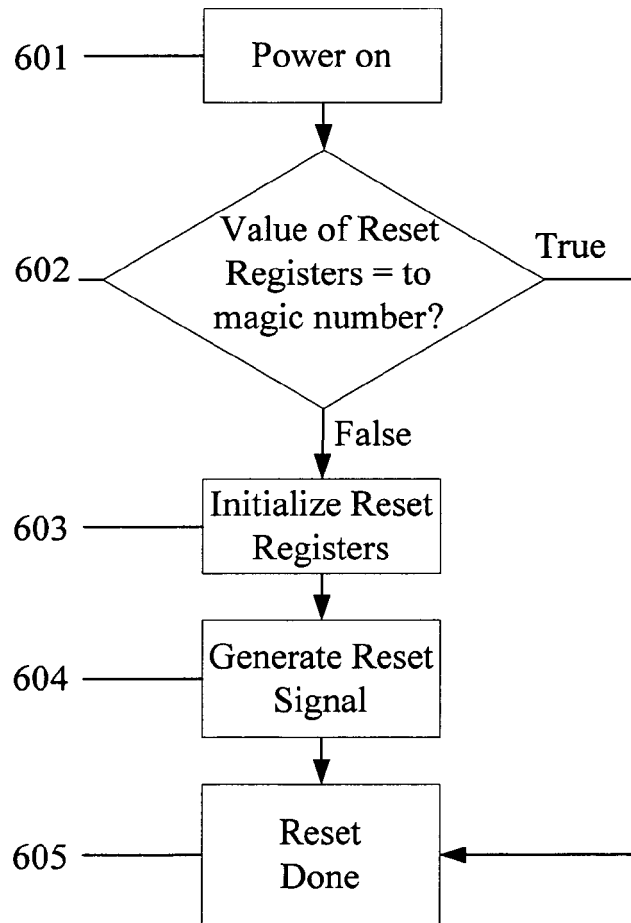 601
Power on
602
Value of Reset
Registers = to
magic number?
True
False
603
Initialize Reset
Registers
604
Generate Reset
Signal
605
Reset
Done